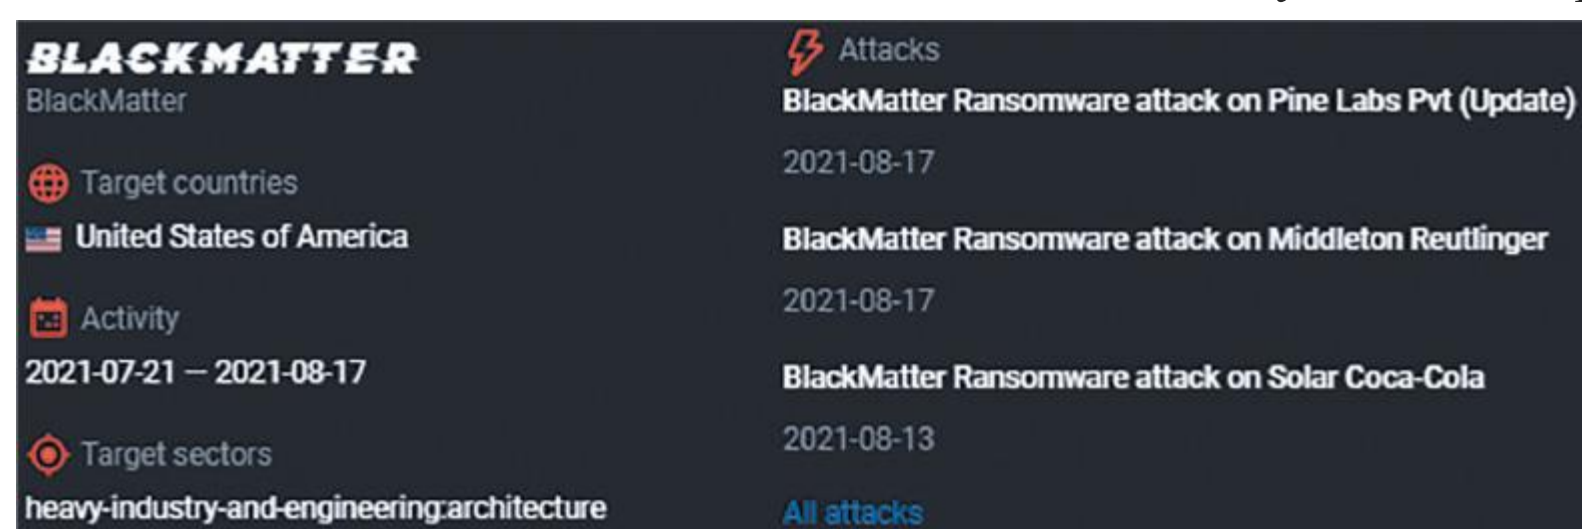 BLACKMATTER
BlackMatter
Target countries
United States of America
Activity
2021-07-21 — 2021-08-17
Target sectors
heavy-industry-and-engineering:architecture
Attacks
BlackMatter Ransomware attack on Pine Labs Pvt (Update)
2021-08-17
BlackMatter Ransomware attack on Middleton Reutlinger
2021-08-17
BlackMatter Ransomware attack on Solar Coca-Cola
2021-08-13
All attacks